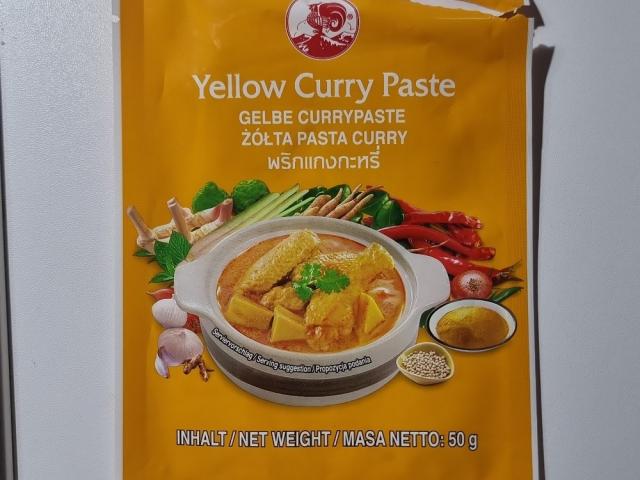 Yellow Curry Paste
GELBE CURRYPASTE
ŻÓŁTA PASTA CURRY
พริกแกงกะหรี่
Serviervorschlag / Serving suggestion / Propozycja podania
INHALT / NET WEIGHT / MASA NETTO: 50 g